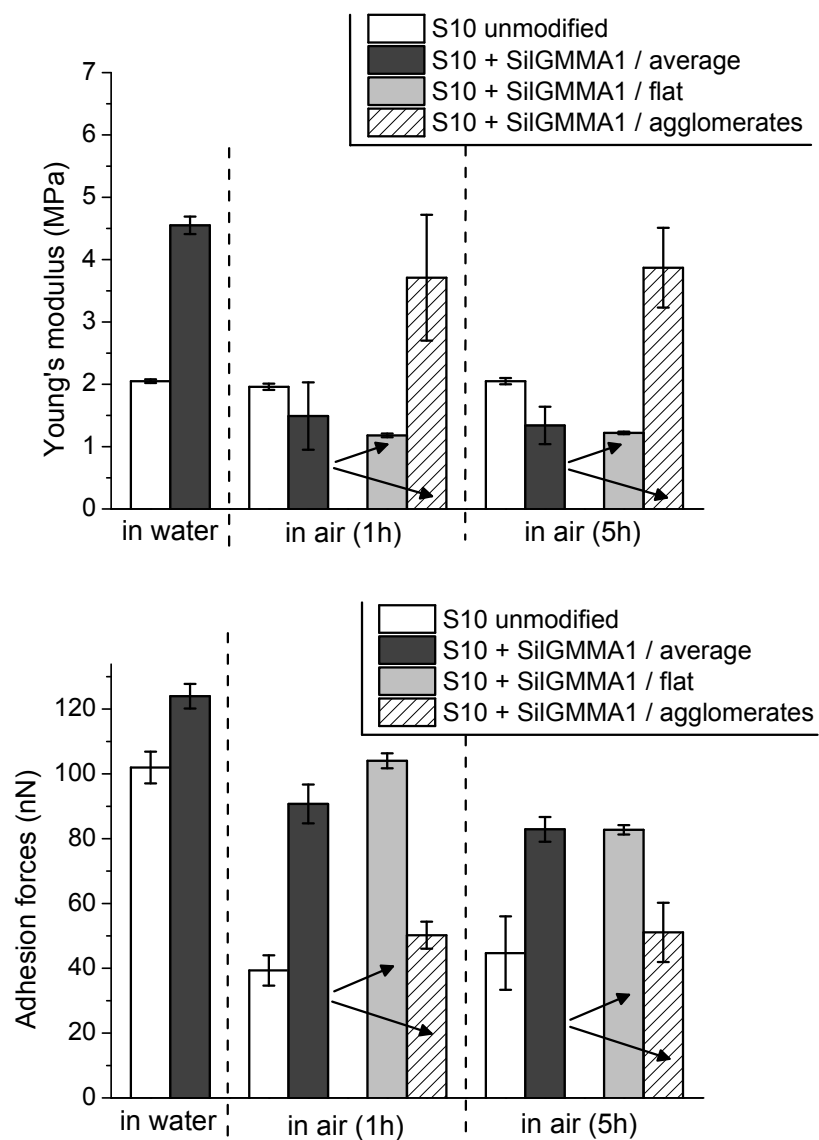 S10 unmodified
S10 + SilGMMA1 / average
S10 + SilGMMA1 / flat
S10 + SilGMMA1 / agglomerates
Young's modulus (MPa)
7
6
5
4
3
2
1
0
in water
in air (1h)
in air (5h)
S10 unmodified
S10 + SilGMMA1 / average
S10 + SilGMMA1 / flat
S10 + SilGMMA1 / agglomerates
Adhesion forces (nN)
120
100
80
60
40
20
0
in water
in air (1h)
in air (5h)